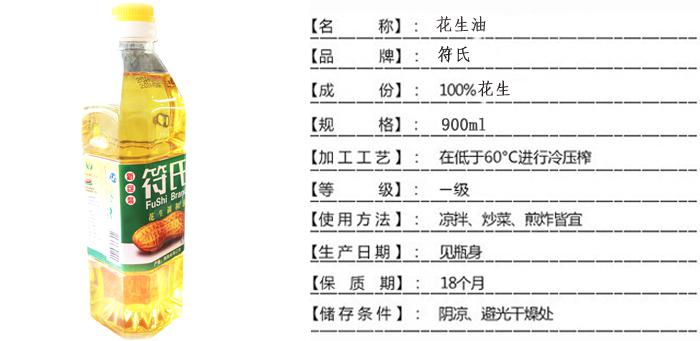 符氏
FuShi Bran
花生
【名 称】： 花生油
【品 牌】： 符氏
【成 份】： 100%花生
【规 格】： 900ml
【加工工艺】： 在低于60°C进行冷压榨
【等 级】： 一级
【使用方法】： 凉拌、炒菜、煎炸皆宜
【生产日期】： 见瓶身
【保 质 期】： 18个月
【储存条件】： 阴凉、避光干燥处